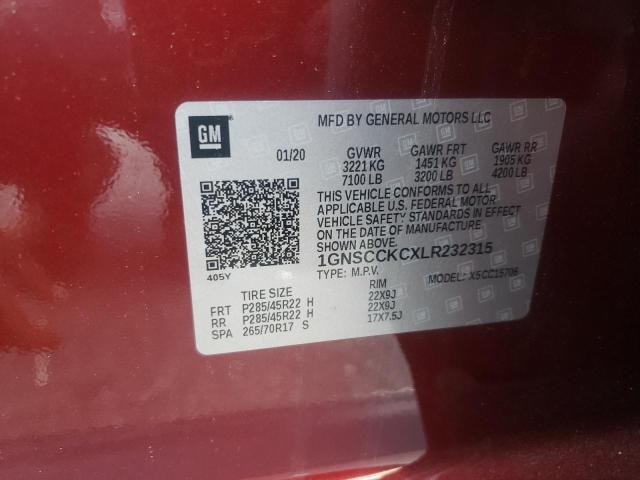 GM
MFD BY GENERAL MOTORS LLC
01/20 GVWR GAWR FRT GAWR RR
3221 KG 1451 KG 1905 KG
7100 LB 3200 LB 4200 LB
THIS VEHICLE CONFORMS TO ALL
APPLICABLE U.S. FEDERAL MOTOR
VEHICLE SAFETY STANDARDS IN EFFECT
ON THE DATE OF MANUFACTURE
SHOWN ABOVE.
1GNSCCKCXLR232315
405Y
TYPE: M.P.V. MODEL: X5CC15706
TIRE SIZE RIM
FRT P285/45R22 H 22X9J
RR P285/45R22 H 22X9J
SPA 265/70R17 S 17X7.5J